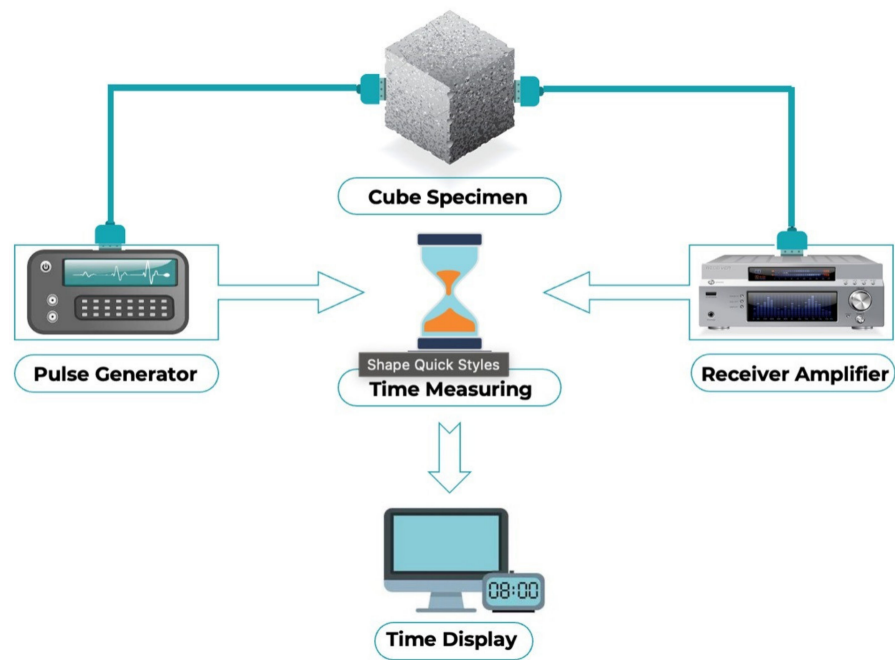 Cube Specimen
Pulse Generator
Shape Quick Styles
Time Measuring
Receiver Amplifier
08:00
Time Display